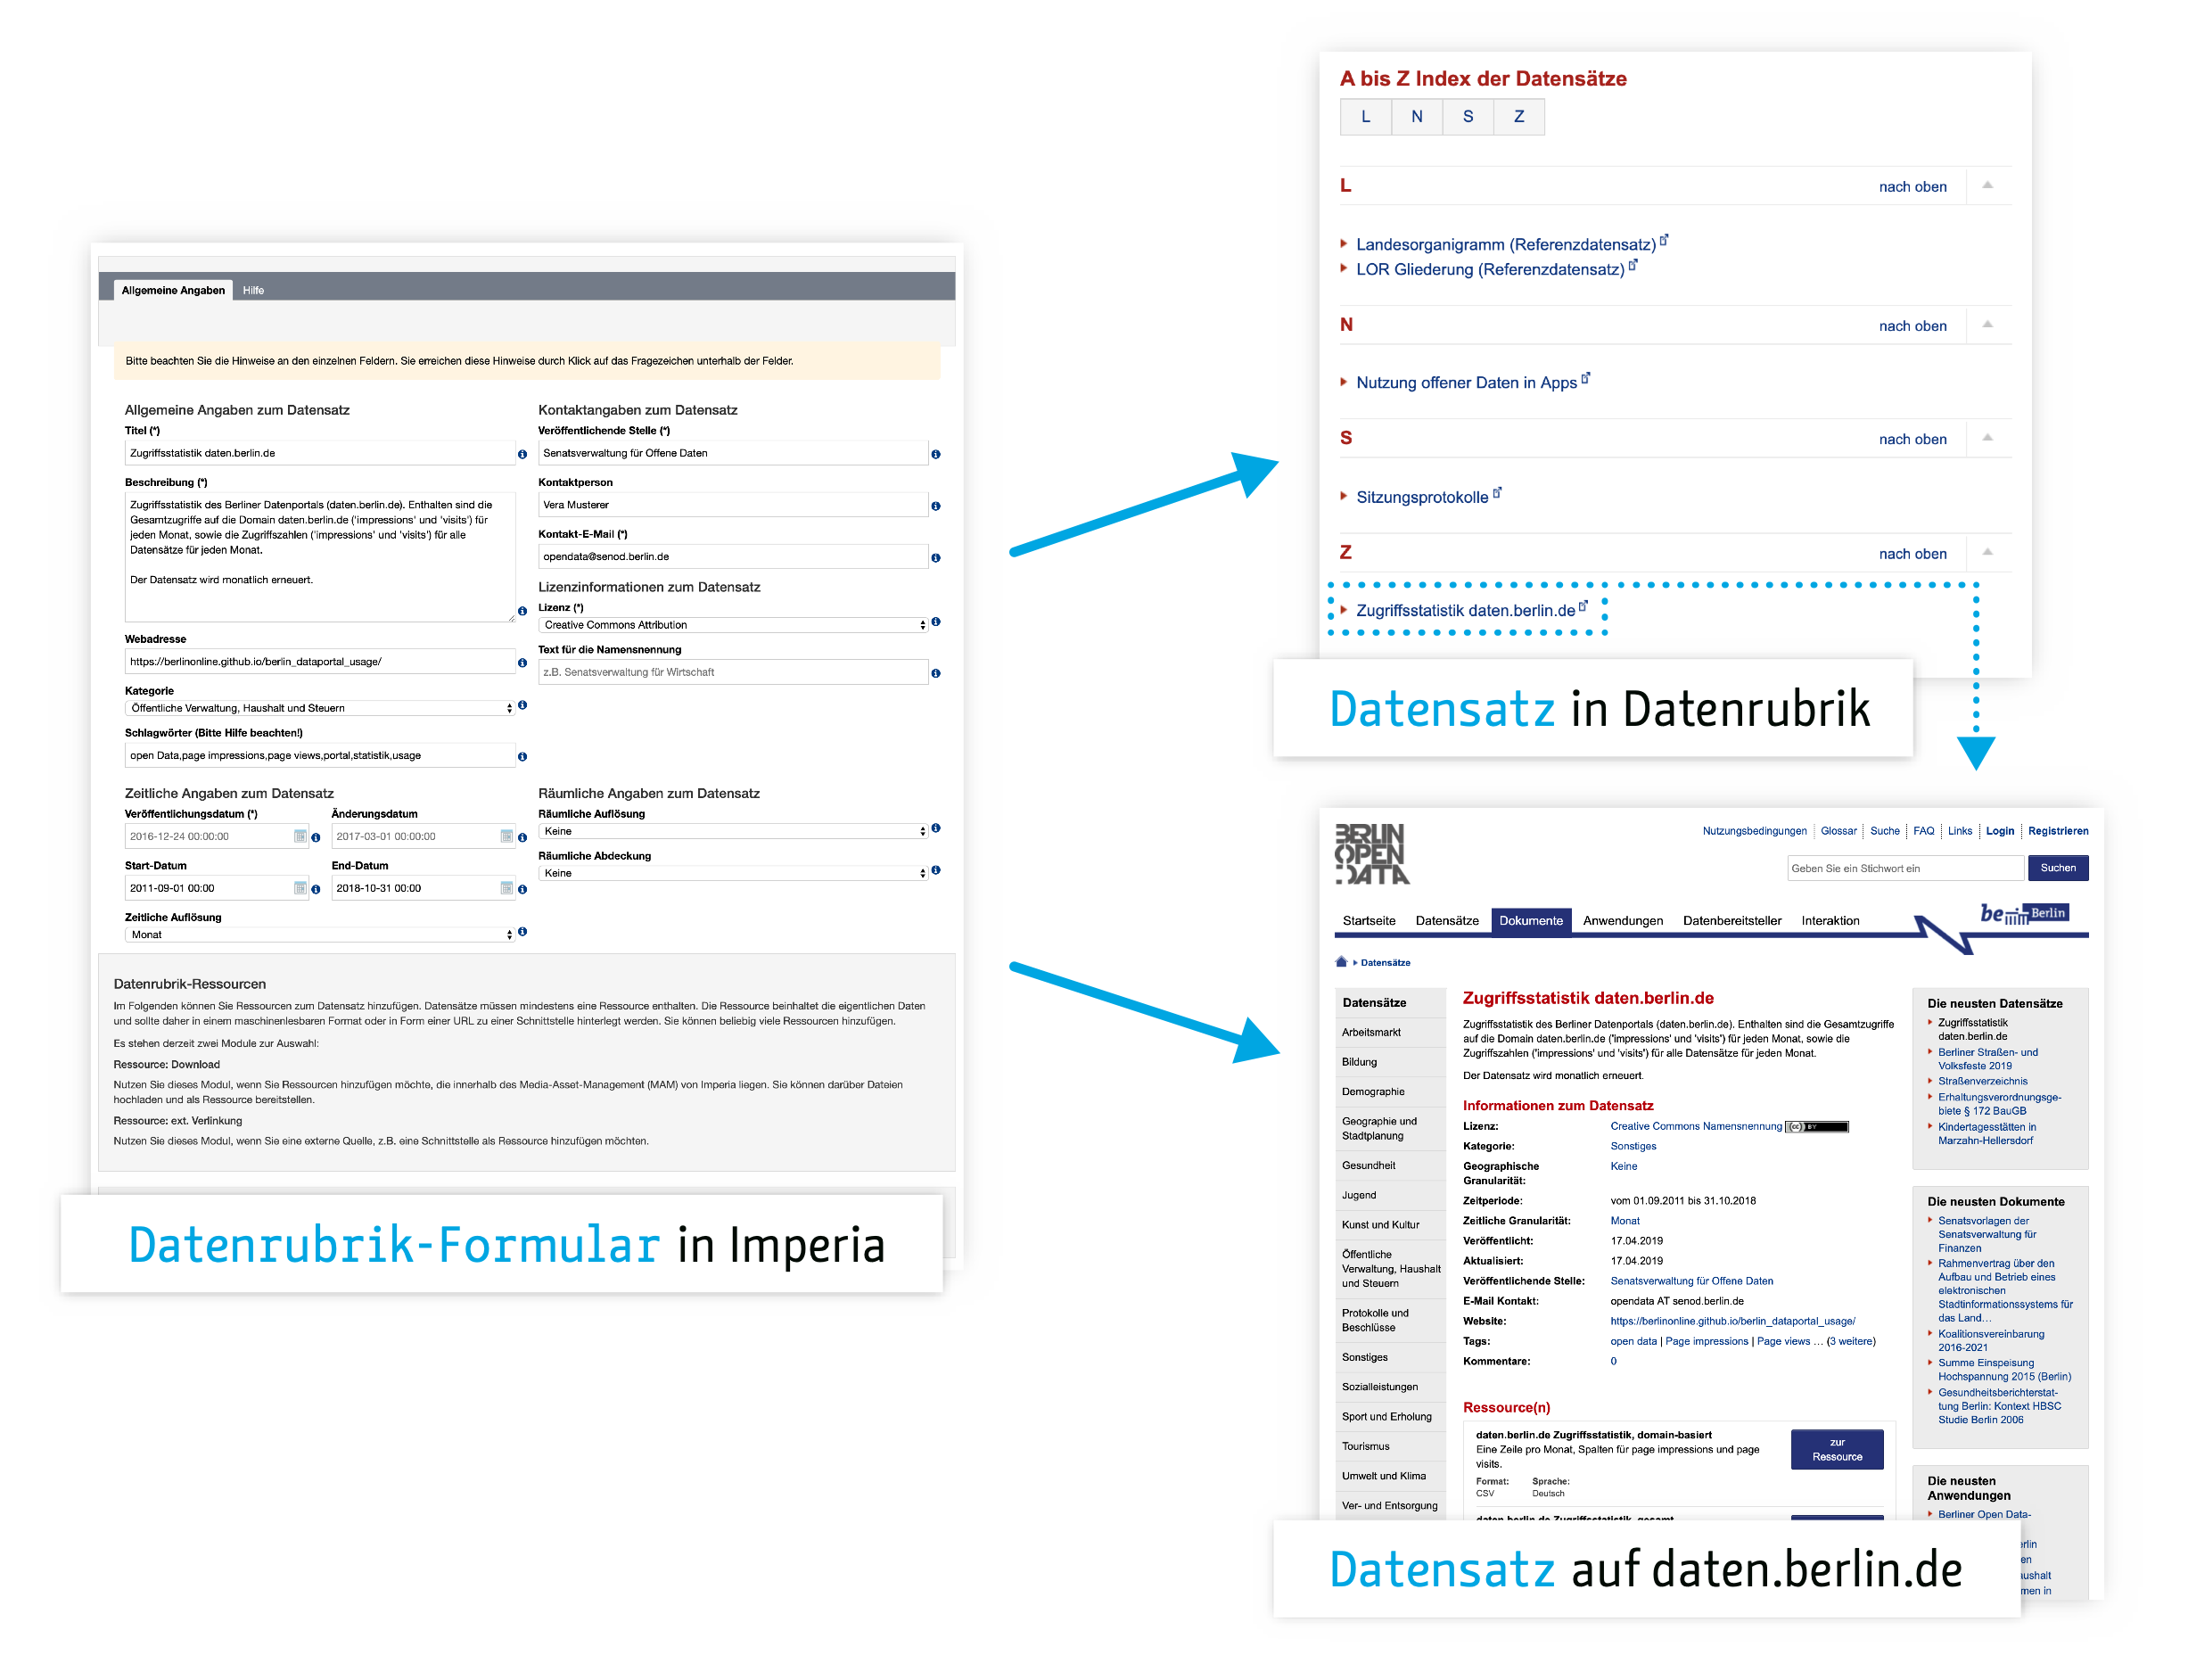 Allgemeine Angaben
Hilfe
Bitte beachten Sie die Hinweise an den einzelnen Feldern. Sie erreichen diese Hinweise durch Klick auf das Fragezeichen unterhalb der Felder.
Allgemeine Angaben zum Datensatz
Titel (*)
Zugriffsstatistik daten.berlin.de
Beschreibung (*)
Zugriffsstatistik des Berliner Datenportals (daten.berlin.de). Enthalten sind die
Gesamtzugriffe auf die Domain daten.berlin.de ('impressions' und 'visits') für
jeden Monat, sowie die Zugriffszahlen ('impressions' und 'visits') für alle
Datensätze für jeden Monat.
Der Datensatz wird monatlich erneuert.
Webadresse
https://berlinonline.github.io/berlin_dataportal_usage/
Kategorie
Öffentliche Verwaltung, Haushalt und Steuern
Schlagwörter (Bitte Hilfe beachten!)
open Data,page impressions,page views,portal,statistik,usage
Kontaktangaben zum Datensatz
Veröffentlichende Stelle (*)
Senatsverwaltung für Offene Daten
Kontaktperson
Vera Musterer
Kontakt-E-Mail (*)
opendata@senod.berlin.de
Lizenzinformationen zum Datensatz
Lizenz (*)
Creative Commons Attribution
Text für die Namensnennung
z.B. Senatsverwaltung für Wirtschaft
Zeitliche Angaben zum Datensatz
Veröffentlichungsdatum (*) Änderungsdatum
2016-12-24 00:00:00 2017-03-01 00:00:00
Start-Datum End-Datum
2011-09-01 00:00 2018-10-31 00:00
Zeitliche Auflösung
Monat
Räumliche Angaben zum Datensatz
Räumliche Auflösung
Keine
Räumliche Abdeckung
Keine
Datenrubrik-Ressourcen
Im Folgenden können Sie Ressourcen zum Datensatz hinzufügen. Datensätze müssen mindestens eine Ressource enthalten. Die Ressource beinhaltet die eigentlichen Daten
und sollte daher in einem maschinenlesbaren Format oder in Form einer URL zu einer Schnittstelle hinterlegt werden. Sie können beliebig viele Ressourcen hinzufügen.
Es stehen derzeit zwei Module zur Auswahl:
Ressource: Download
Nutzen Sie dieses Modul, wenn Sie Ressourcen hinzufügen möchte, die innerhalb des Media-Asset-Management (MAM) von Imperia liegen. Sie können darüber Dateien
hochladen und als Ressource bereitstellen.
Ressource: ext. Verlinkung
Nutzen Sie dieses Modul, wenn Sie eine externe Quelle, z.B. eine Schnittstelle als Ressource hinzufügen möchten.
Datenrubrik-Formular in Imperia
A bis Z Index der Datensätze
L N S Z
L nach oben
Landesorganigramm (Referenzdatensatz)
LOR Gliederung (Referenzdatensatz)
N nach oben
Nutzung offener Daten in Apps
S nach oben
Sitzungsprotokolle
Z nach oben
Zugriffsstatistik daten.berlin.de
Datensatz in Datenrubrik
BERLIN
OPEN
DATA
Nutzungsbedingungen Glossar Suche FAQ Links Login Registrieren
Geben Sie ein Stichwort ein Suchen
be Berlin
Startseite Datensätze Dokumente Anwendungen Datenbereitsteller Interaktion
Datensätze
Datensätze
Arbeitsmarkt
Bildung
Demographie
Geographie und
Stadtplanung
Gesundheit
Jugend
Kunst und Kultur
Öffentliche
Verwaltung, Haushalt
und Steuern
Protokolle und
Beschlüsse
Sonstiges
Sozialleistungen
Sport und Erholung
Tourismus
Umwelt und Klima
Ver- und Entsorgung
Zugriffsstatistik daten.berlin.de
Zugriffsstatistik des Berliner Datenportals (daten.berlin.de). Enthalten sind die Gesamtzugriffe
auf die Domain daten.berlin.de ('impressions' und 'visits') für jeden Monat, sowie die
Zugriffszahlen ('impressions' und 'visits') für alle Datensätze für jeden Monat.
Der Datensatz wird monatlich erneuert.
Informationen zum Datensatz
Lizenz: Creative Commons Namensnennung cc BY
Kategorie: Sonstiges
Geographische Keine
Granularität:
Zeitperiode: vom 01.09.2011 bis 31.10.2018
Zeitliche Granularität: Monat
Veröffentlicht: 17.04.2019
Aktualisiert: 17.04.2019
Veröffentlichende Stelle: Senatsverwaltung für Offene Daten
E-Mail Kontakt: opendata AT senod.berlin.de
Website: https://berlinonline.github.io/berlin_dataportal_usage/
Tags: open data | Page impressions | Page views ... (3 weitere)
Kommentare: 0
Ressource(n)
daten.berlin.de Zugriffsstatistik, domain-basiert
Eine Zeile pro Monat, Spalten für page impressions und page
visits.
Format: Sprache:
CSV Deutsch
zur
Ressource
daten.berlin.de Zugriffsstatistik, gesamt
Die neusten Datensätze
Zugriffsstatistik
daten.berlin.de
Berliner Straßen- und
Volksfeste 2019
Straßenverzeichnis
Erhaltungsverordnungsge-
biete § 172 BauGB
Kindertagesstätten in
Marzahn-Hellersdorf
Die neusten Dokumente
Senatsvorlagen der
Senatsverwaltung für
Finanzen
Rahmenvertrag über den
Aufbau und Betrieb eines
elektronischen
Stadtinformationssystems für
das Land...
Koalitionsvereinbarung
2016-2021
Summe Einspeisung
Hochspannung 2015 (Berlin)
Gesundheitsberichterstat-
tung Berlin: Kontext HBSC
Studie Berlin 2006
Die neusten
Anwendungen
Berliner Open Data-
erlin
en
aushalt
men in
Datensatz auf daten.berlin.de